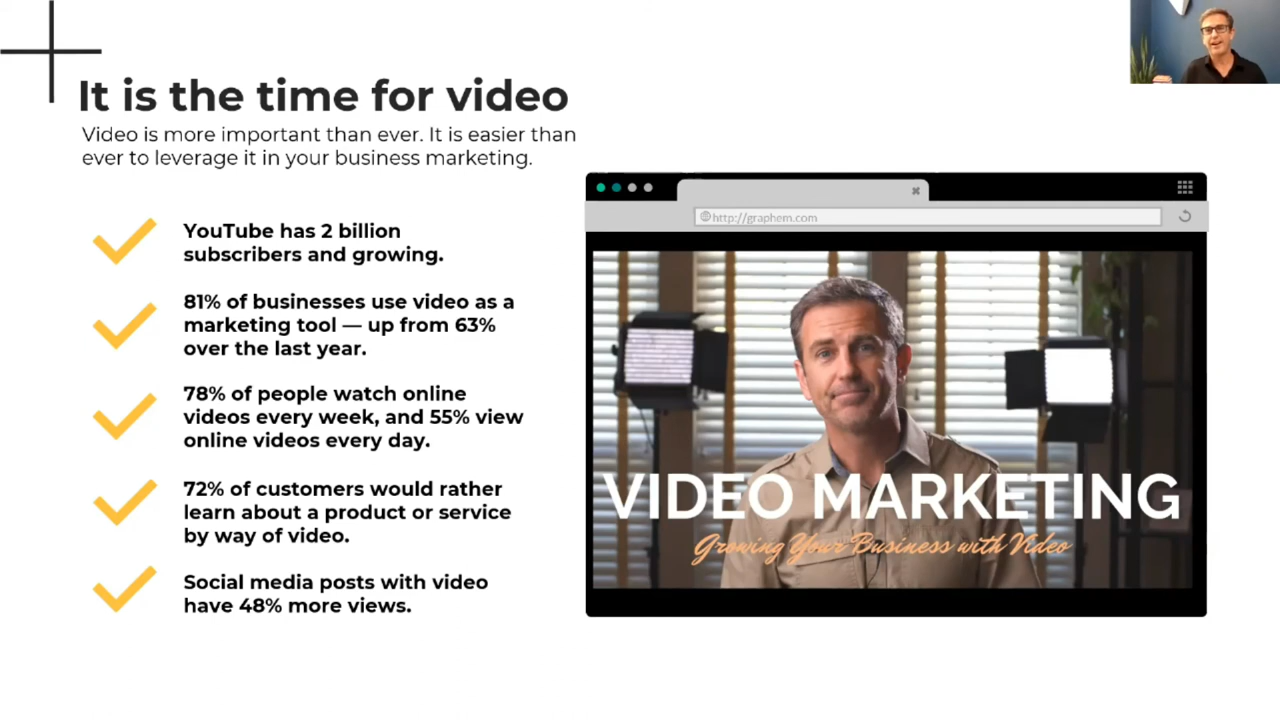 It is the time for video
Video is more important than ever. It is easier than
ever to leverage it in your business marketing.
YouTube has 2 billion
subscribers and growing.
81% of businesses use video as a
marketing tool — up from 63%
over the last year.
78% of people watch online
videos every week, and 55% view
online videos every day.
72% of customers would rather
learn about a product or service
by way of video.
Social media posts with video
have 48% more views.
http://graphem.com
VIDEO MARKETING
Growing Your Business with Video